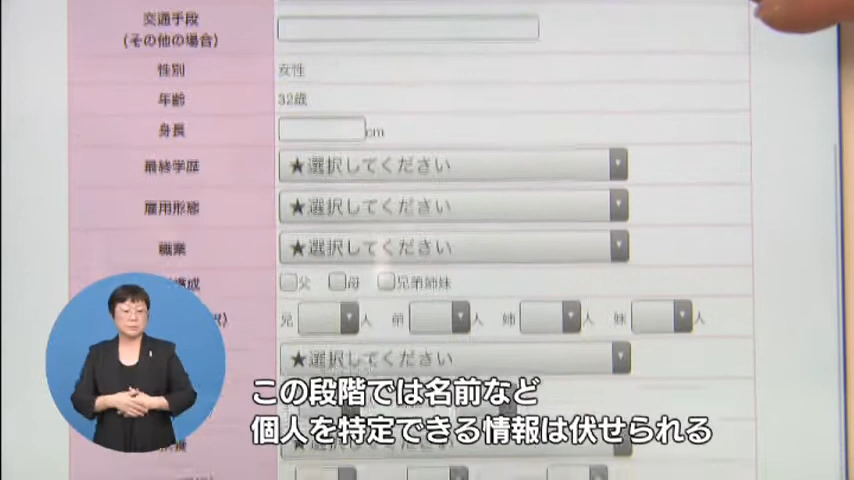 交通手段
(その他の場合)
性別 女性
年齢 32歳
身長 cm
最終学歴 ★選択してください
雇用形態 ★選択してください
職業 ★選択してください
構成 父 母 兄弟姉妹
兄 人 弟 人 姉 人 妹 人
★選択してください
この段階では名前など
個人を特定できる情報は伏せられる